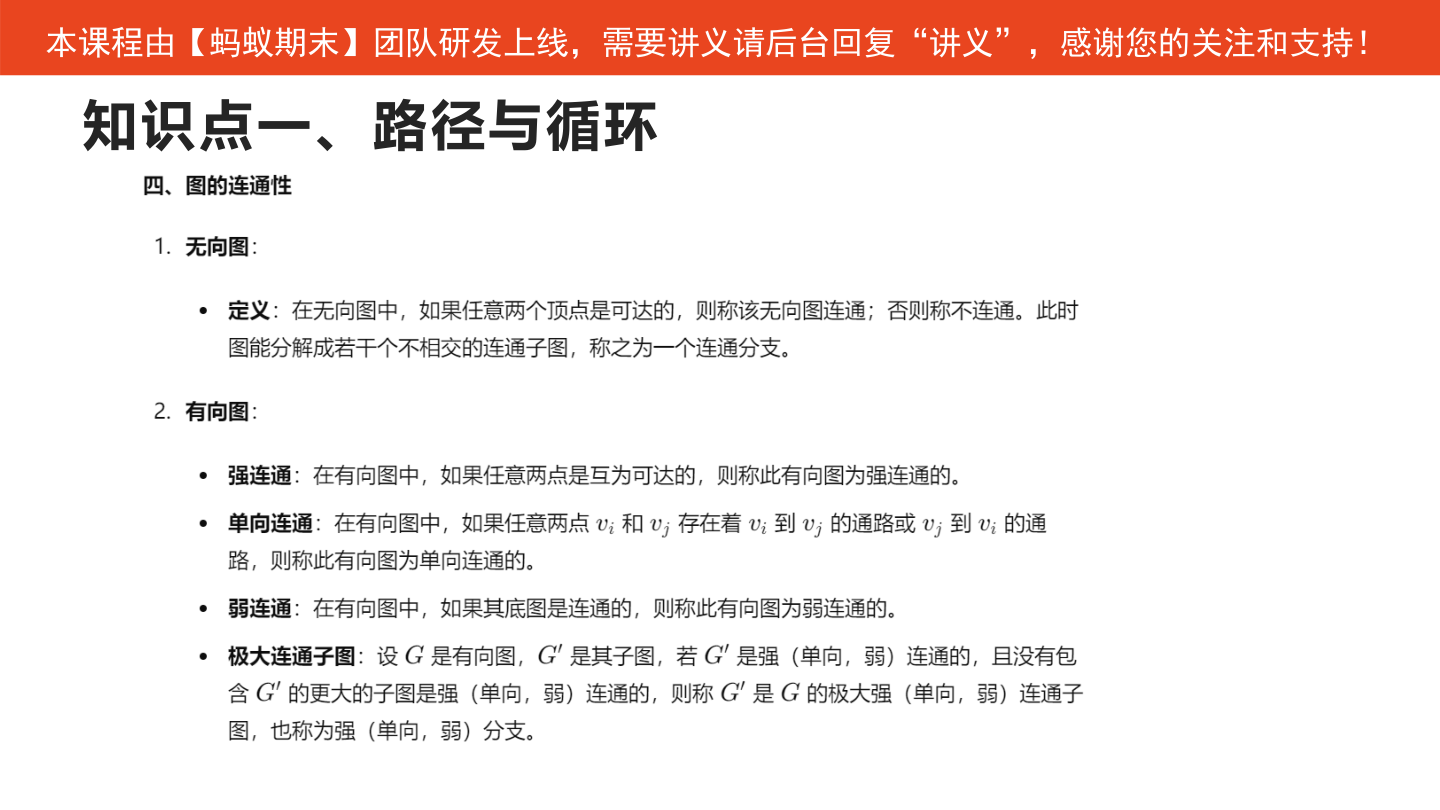 本课程由【蚂蚁期末】团队研发上线，需要讲义请后台回复“讲义”，感谢您的关注和支持！
知识点一、路径与循环
四、图的连通性
1. 无向图：
• 定义：在无向图中，如果任意两个顶点是可达的，则称该无向图连通；否则称不连通。此时
图能分解成若干个不相交的连通子图，称之为一个连通分支。
2. 有向图：
• 强连通：在有向图中，如果任意两点是互为可达的，则称此有向图为强连通的。
• 单向连通：在有向图中，如果任意两点 $v_i$ 和 $v_j$ 存在着 $v_i$ 到 $v_j$ 的通路或 $v_j$ 到 $v_i$ 的通
路，则称此有向图为单向连通的。
• 弱连通：在有向图中，如果其底图是连通的，则称此有向图为弱连通的。
• 极大连通子图：设 $G$ 是有向图，$G'$ 是其子图，若 $G'$ 是强（单向，弱）连通的，且没有包
含 $G'$ 的更大的子图是强（单向，弱）连通的，则称 $G'$ 是 $G$ 的极大强（单向，弱）连通子
图，也称为强（单向，弱）分支。